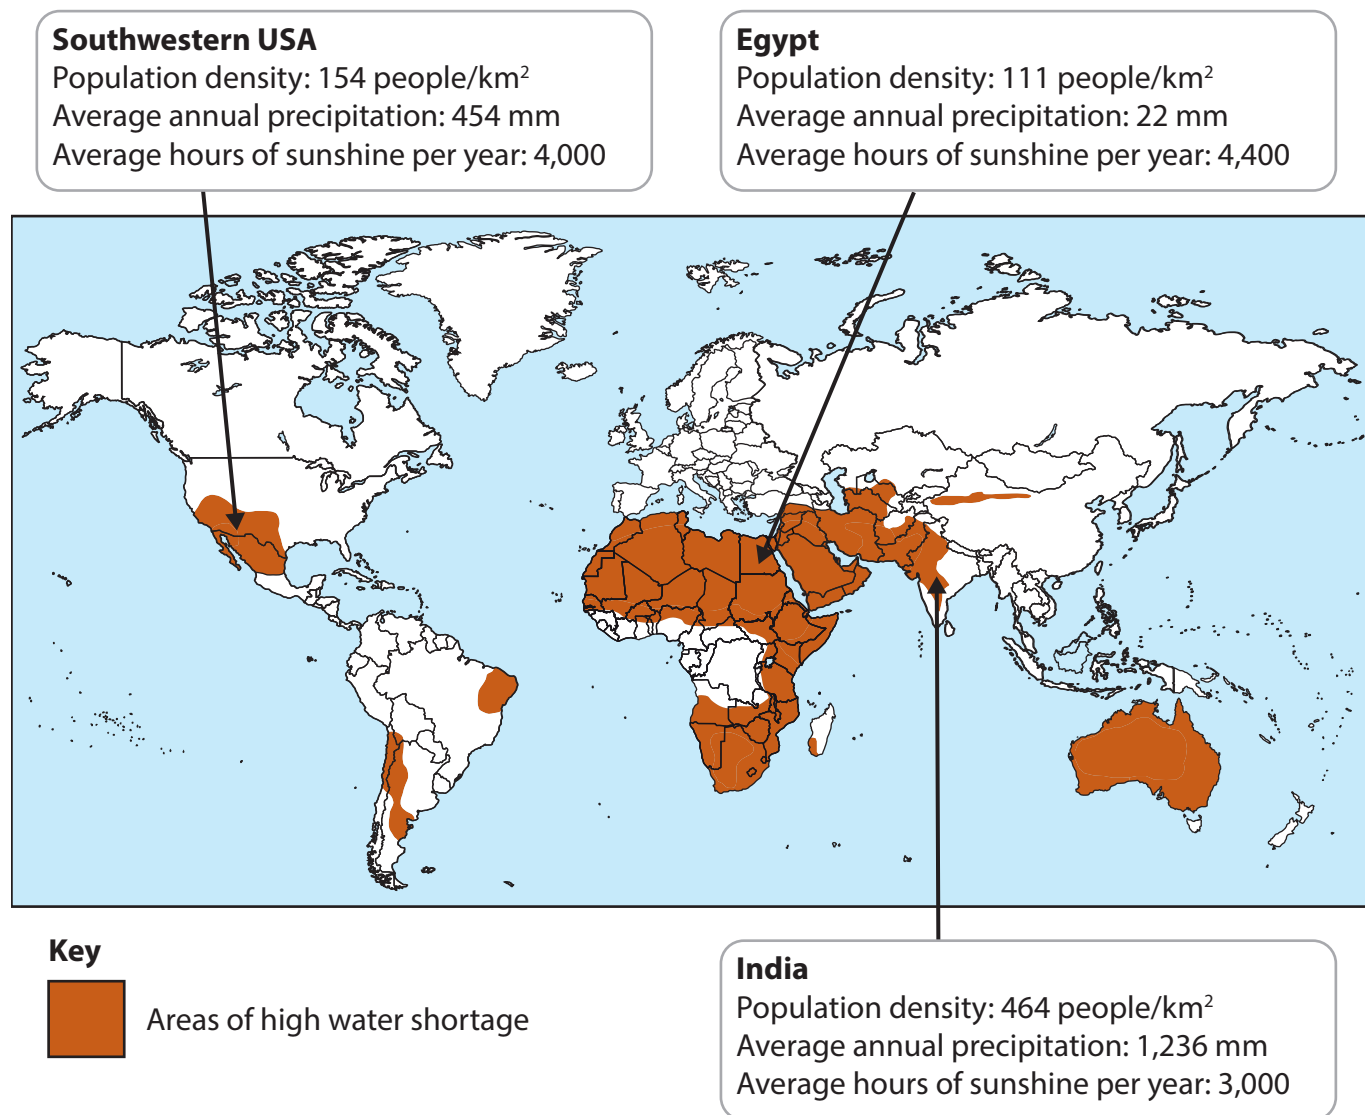 Southwestern USA
Population density: 154 people/km²
Average annual precipitation: 454 mm
Average hours of sunshine per year: 4,000
Egypt
Population density: 111 people/km²
Average annual precipitation: 22 mm
Average hours of sunshine per year: 4,400
Key
Areas of high water shortage
India
Population density: 464 people/km²
Average annual precipitation: 1,236 mm
Average hours of sunshine per year: 3,000